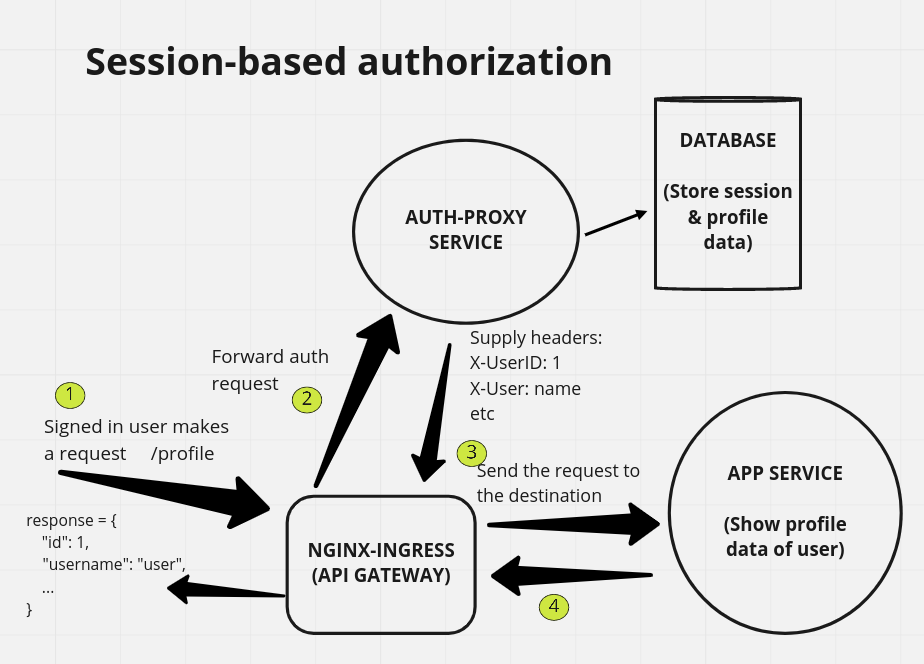 Session-based authorization
DATABASE
(Store session
& profile
data)
AUTH-PROXY
SERVICE
Forward auth
request
2
Supply headers:
X-UserID: 1
X-User: name
etc
3
1
Signed in user makes
a request /profile
Send the request to
the destination
APP SERVICE
(Show profile
data of user)
NGINX-INGRESS
(API GATEWAY)
4
response = {
"id": 1,
"username": "user",
...
}